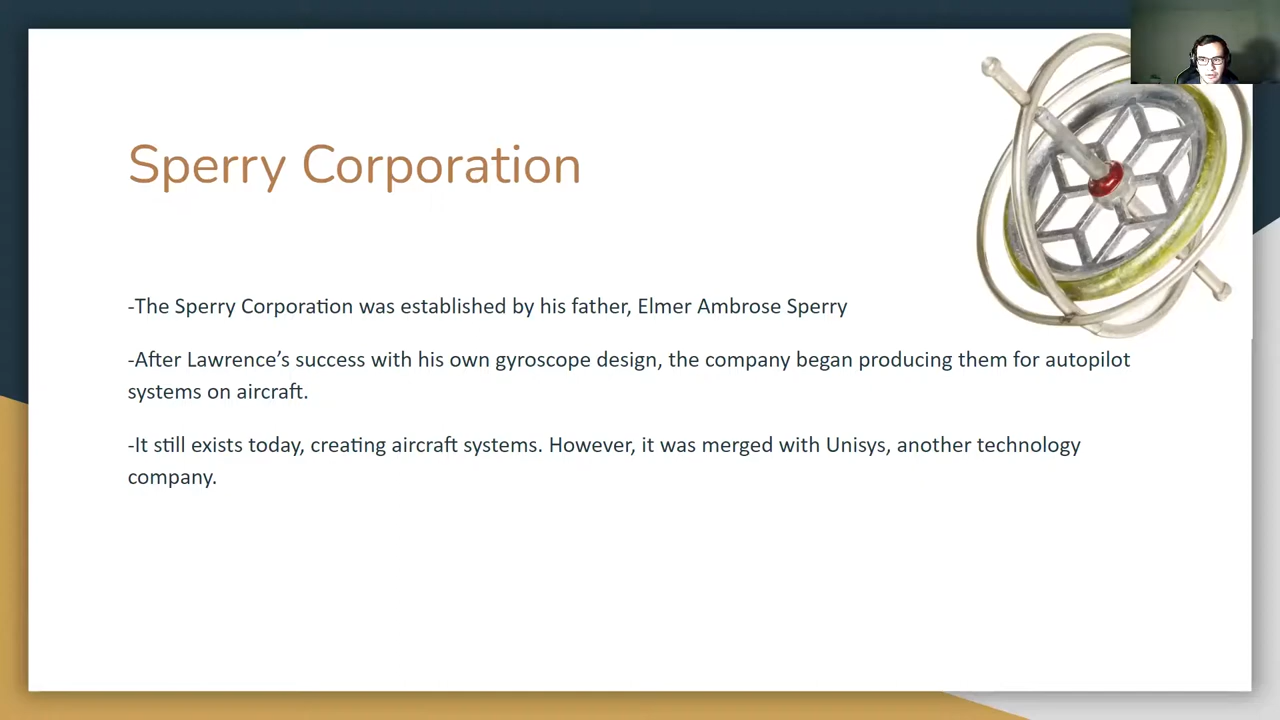 Sperry Corporation
-The Sperry Corporation was established by his father, Elmer Ambrose Sperry
-After Lawrence’s success with his own gyroscope design, the company began producing them for autopilot
systems on aircraft.
-It still exists today, creating aircraft systems. However, it was merged with Unisys, another technology
company.